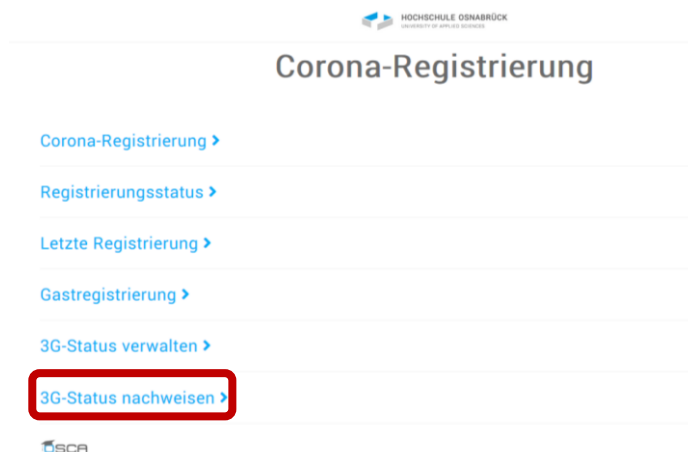 HOCHSCHULE OSNABRÜCK
UNIVERSITY OF APPLIED SCIENCES
Corona-Registrierung
Corona-Registrierung >
Registrierungsstatus >
Letzte Registrierung >
Gastregistrierung >
3G-Status verwalten >
3G-Status nachweisen >
OSCA